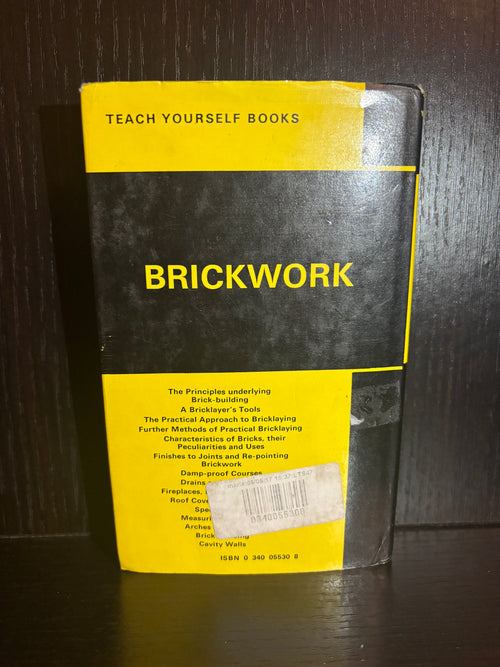 TEACH YOURSELF BOOKS
BRICKWORK
The Principles underlying
Brick-building
A Bricklayer's Tools
The Practical Approach to Bricklaying
Further Methods of Practical Bricklaying
Characteristics of Bricks, their
Peculiarities and Uses
Finishes to Joints and Re-pointing
Brickwork
Damp-proof Courses
Drains
Fireplaces,
Roof
Arches
Cavity Walls
0340055308
ISBN 0 340 05530 8